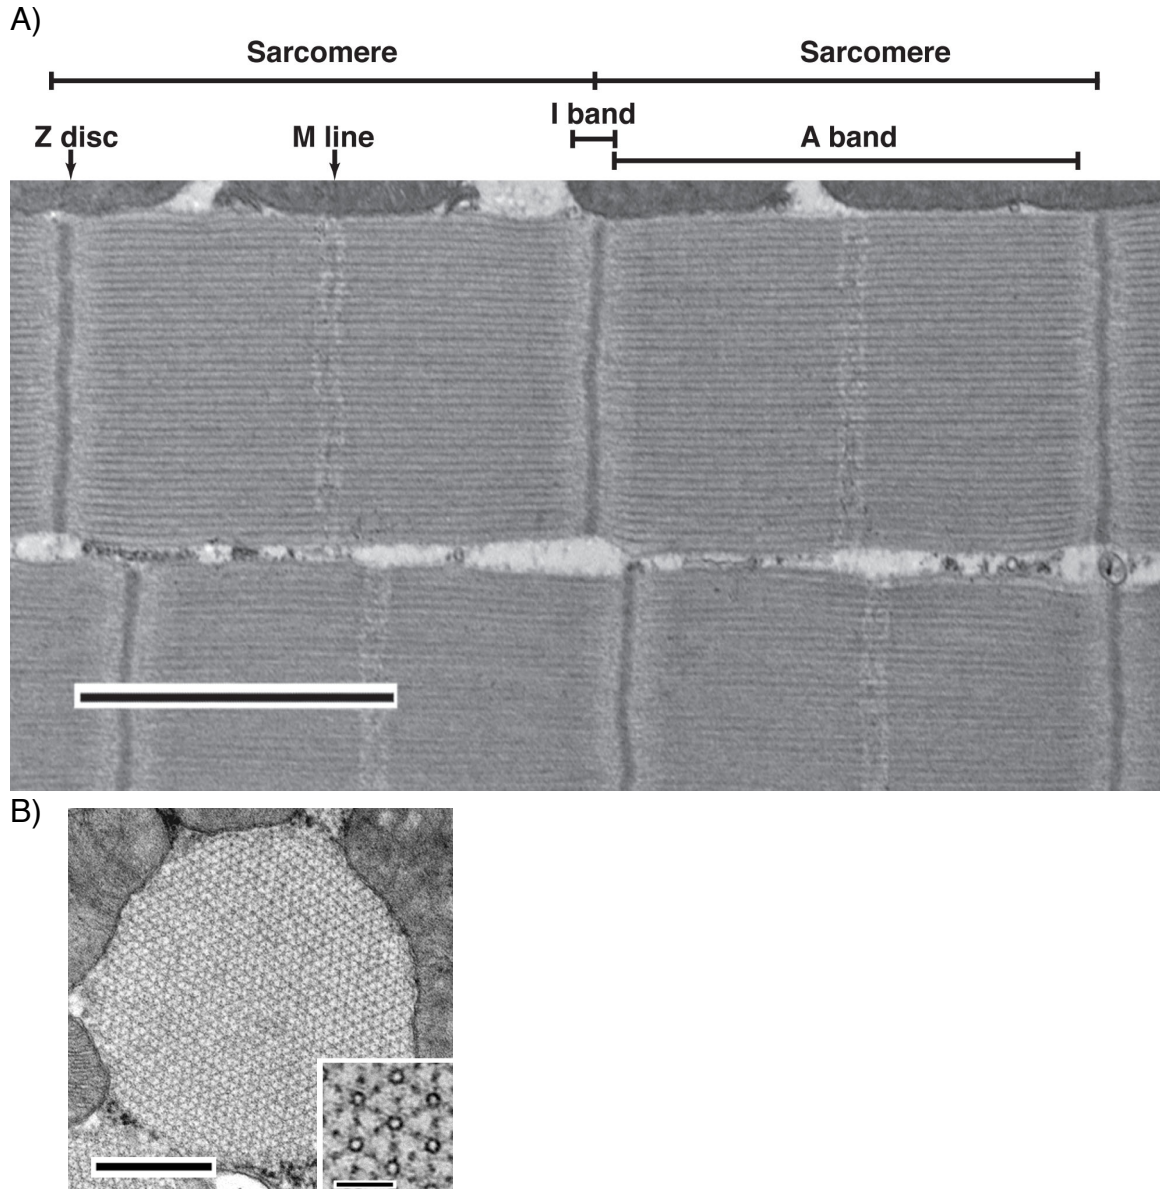 A)
Sarcomere Sarcomere
I band
Z disc M line A band
B)